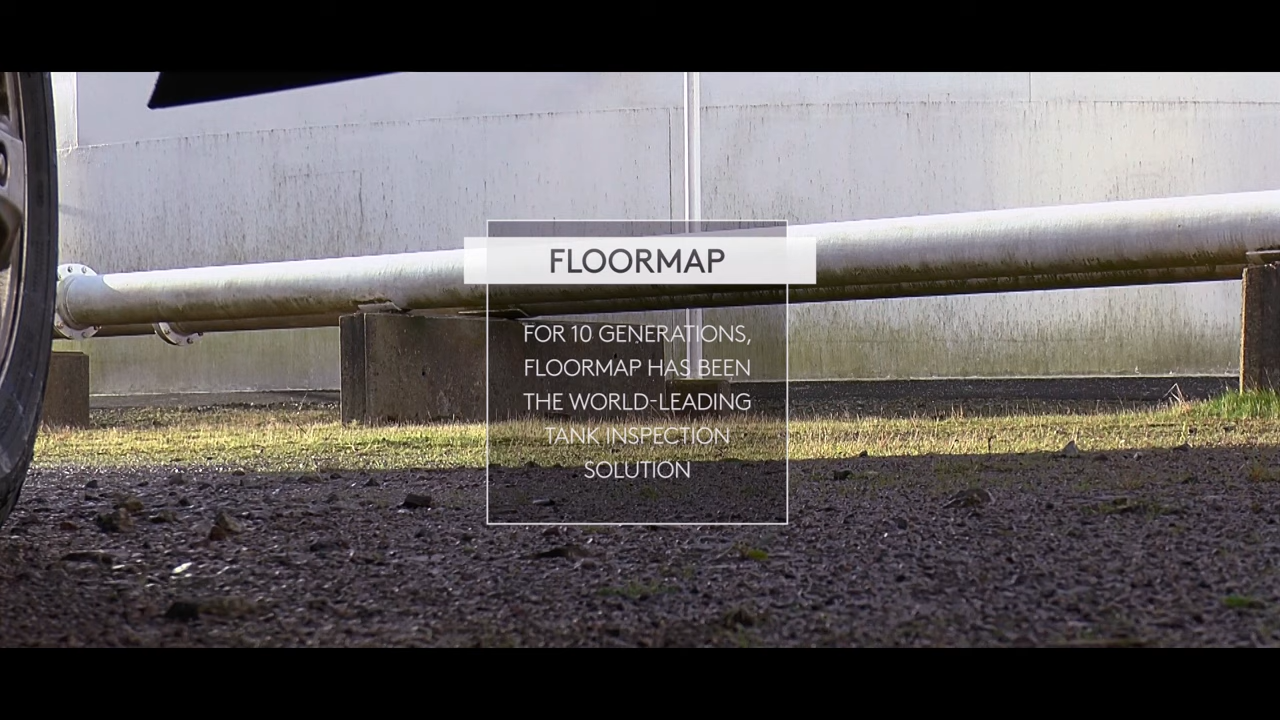 FLOORMAP
FOR 10 GENERATIONS,
FLOORMAP HAS BEEN
THE WORLD-LEADING
TANK INSPECTION
SOLUTION